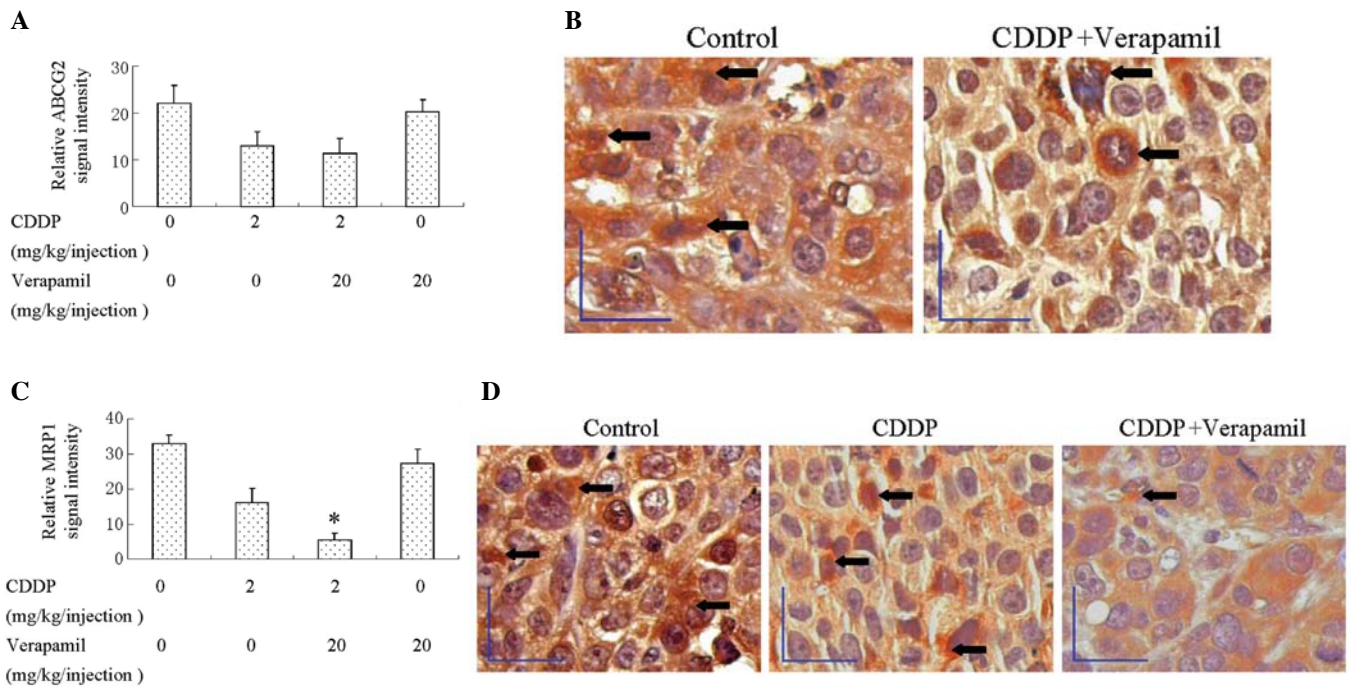 A
Relative ABCG2
signal intensity
30
20
10
0
CDDP 0 2 2 0
(mg/kg/injection )
Verapamil 0 0 20 20
(mg/kg/injection )
B
Control
CDDP+Verapamil
C
Relative MRP1
signal intensity
40
30
20
10
0
*
CDDP 0 2 2 0
(mg/kg/injection )
Verapamil 0 0 20 20
(mg/kg/injection )
D
Control
CDDP
CDDP+Verapamil